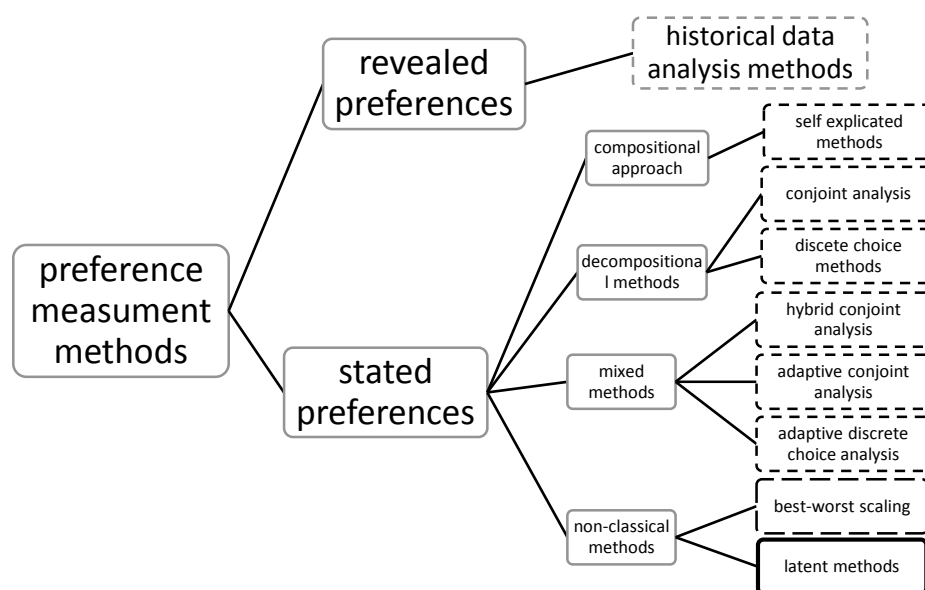 preference
measument
methods
revealed
preferences
historical data
analysis methods
stated
preferences
compositional
approach
self explicated
methods
decompositiona
l methods
conjoint analysis
discete choice
methods
mixed
methods
hybrid conjoint
analysis
adaptive conjoint
analysis
adaptive discrete
choice analysis
non-classical
methods
best-worst scaling
latent methods